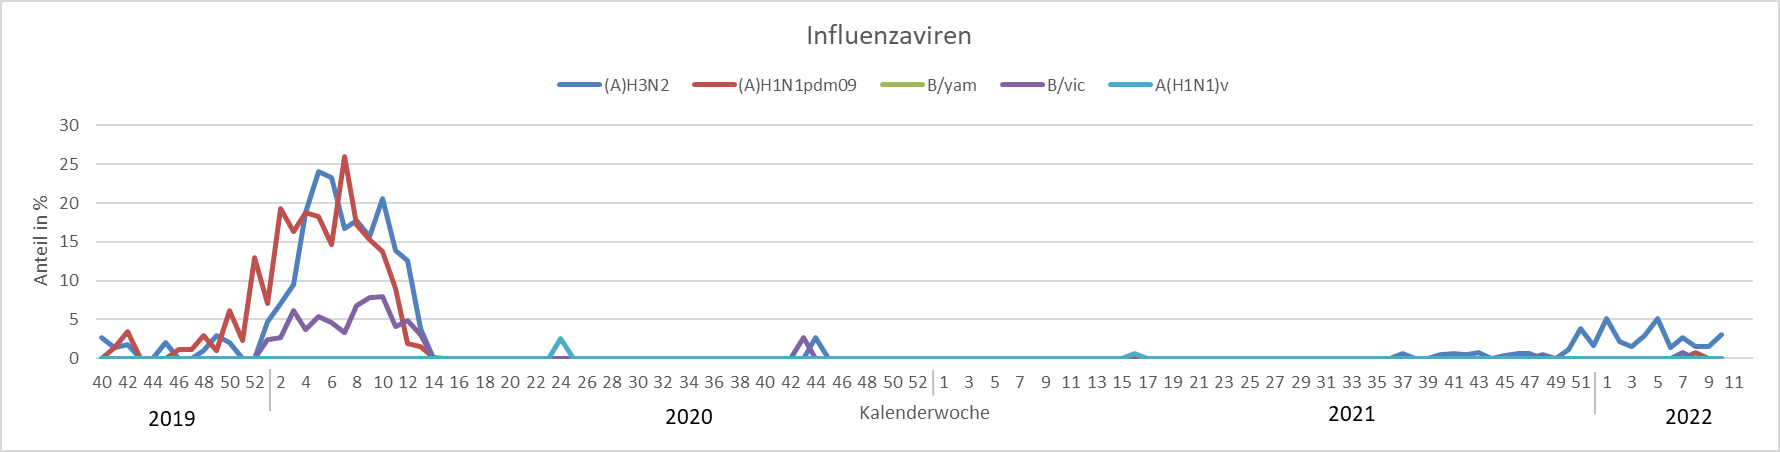 Influenzaviren
(A)H3N2 (A)H1N1pdm09 B/yam B/vic A(H1N1)v
30
25
20
15
10
5
0
Anteil in %
40 42 44 46 48 50 52 2 4 6 8 10 12 14 16 18 20 22 24 26 28 30 32 34 36 38 40 42 44 46 48 50 52 1 3 5 7 9 11 13 15 17 19 21 23 25 27 29 31 33 35 37 39 41 43 45 47 49 51 1 3 5 7 9 11
2019 2020 2021 2022
Kalenderwoche